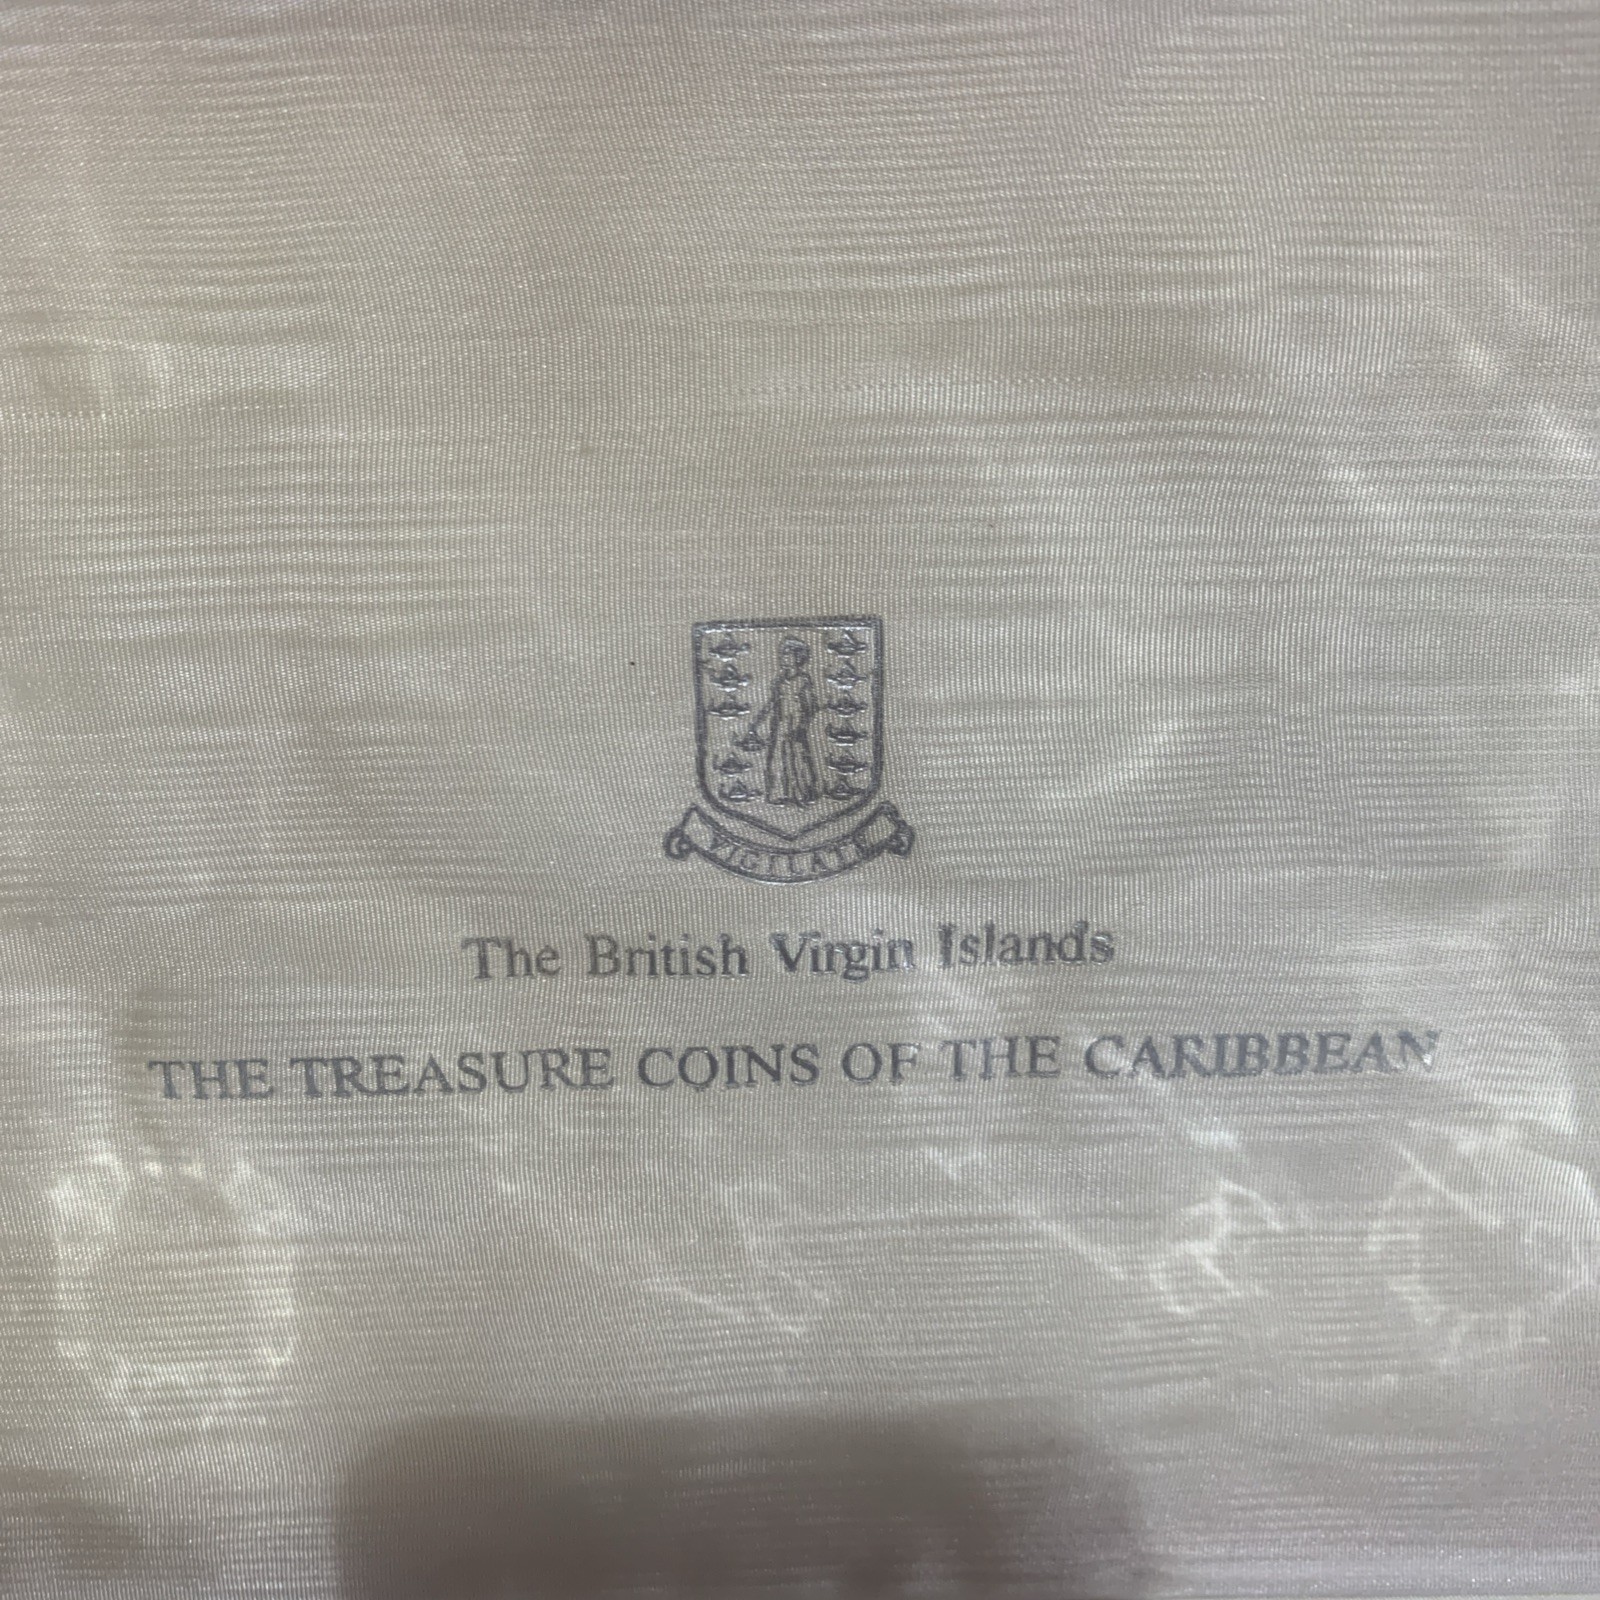 VIGILATE
The British Virgin Islands
THE TREASURE COINS OF THE CARIBBEAN